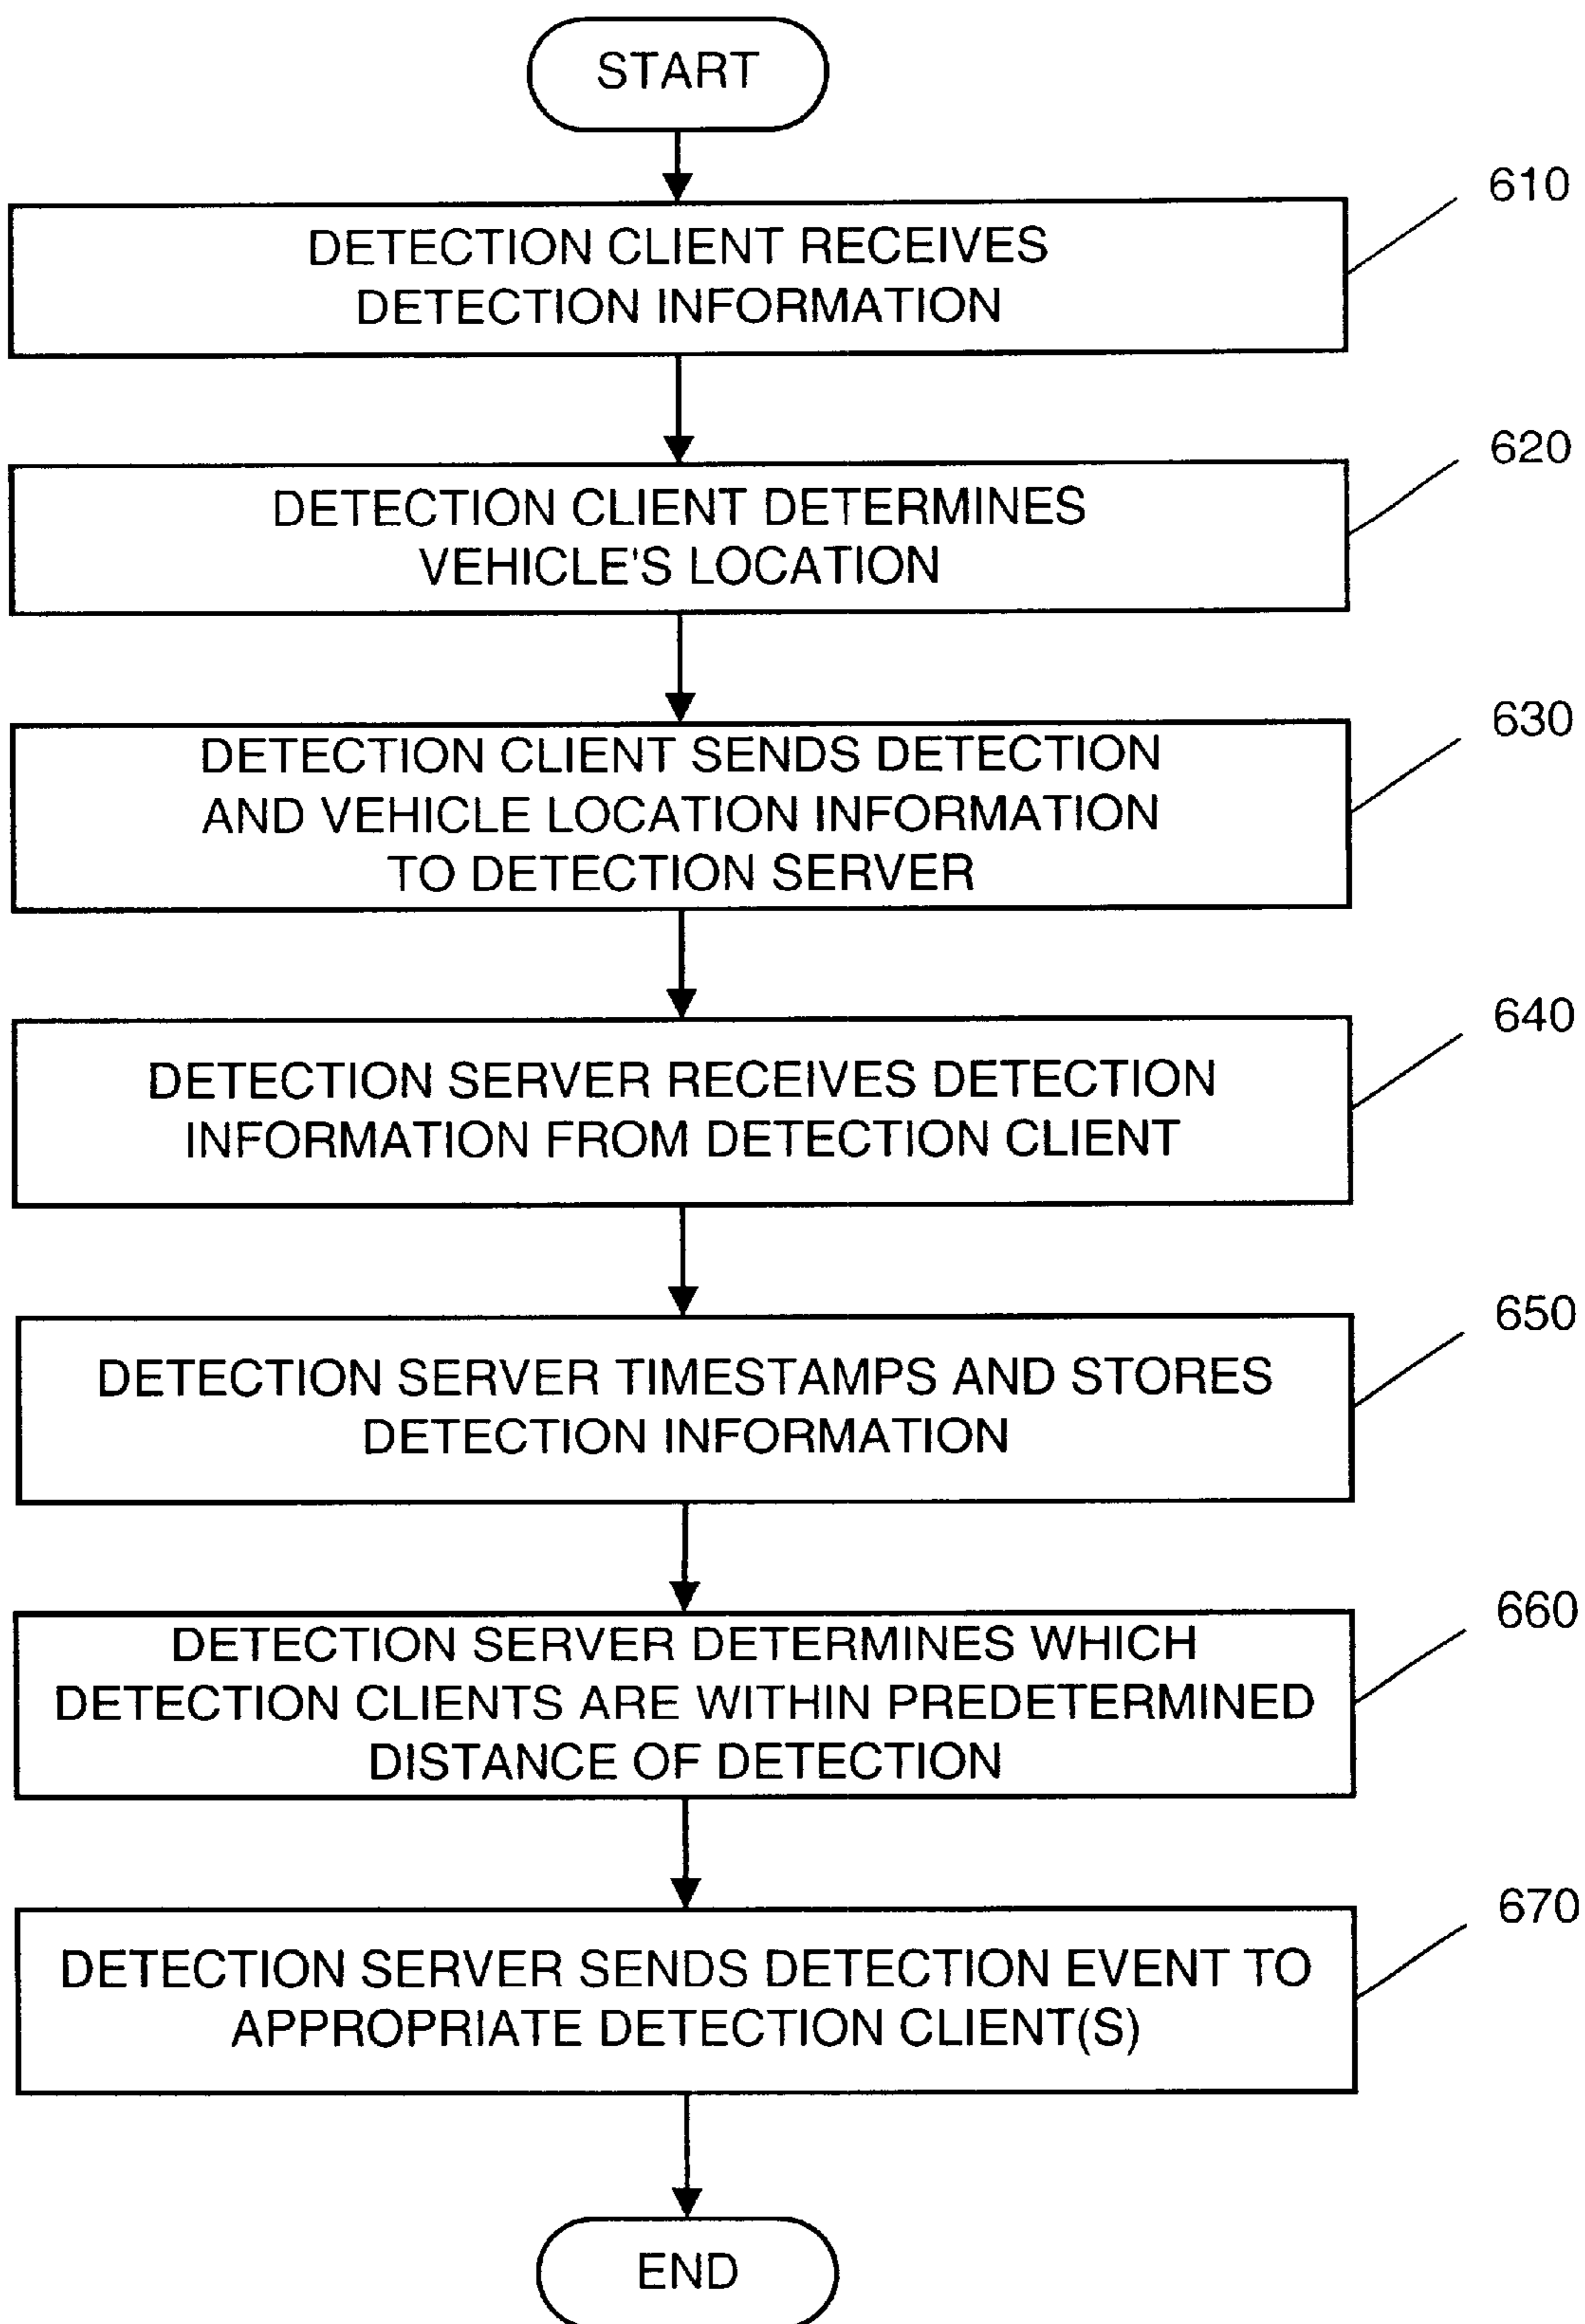 START
610
DETECTION CLIENT RECEIVES
DETECTION INFORMATION
620
DETECTION CLIENT DETERMINES
VEHICLE'S LOCATION
630
DETECTION CLIENT SENDS DETECTION
AND VEHICLE LOCATION INFORMATION
TO DETECTION SERVER
640
DETECTION SERVER RECEIVES DETECTION
INFORMATION FROM DETECTION CLIENT
650
DETECTION SERVER TIMESTAMPS AND STORES
DETECTION INFORMATION
660
DETECTION SERVER DETERMINES WHICH
DETECTION CLIENTS ARE WITHIN PREDETERMINED
DISTANCE OF DETECTION
670
DETECTION SERVER SENDS DETECTION EVENT TO
APPROPRIATE DETECTION CLIENT(S)
END